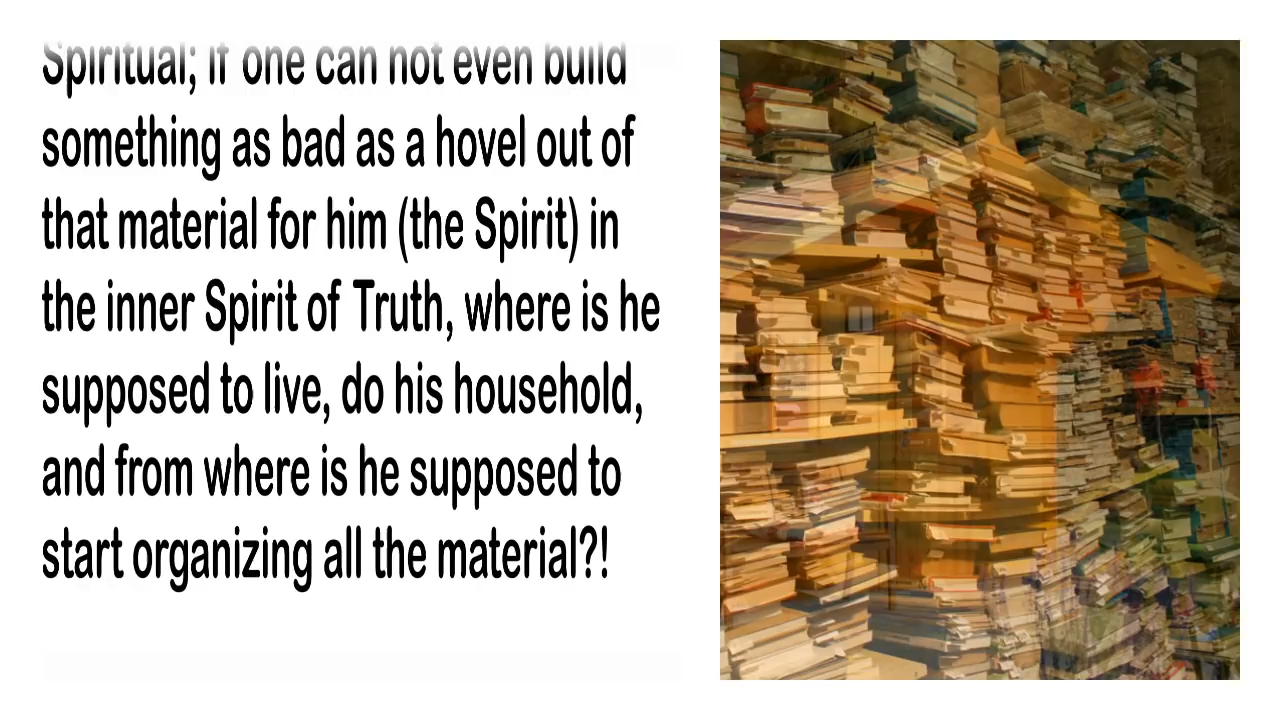 Spiritual; if one can not even build
something as bad as a hovel out of
that material for him (the Spirit) in
the inner Spirit of Truth, where is he
supposed to live, do his household,
and from where is he supposed to
start organizing all the material?!